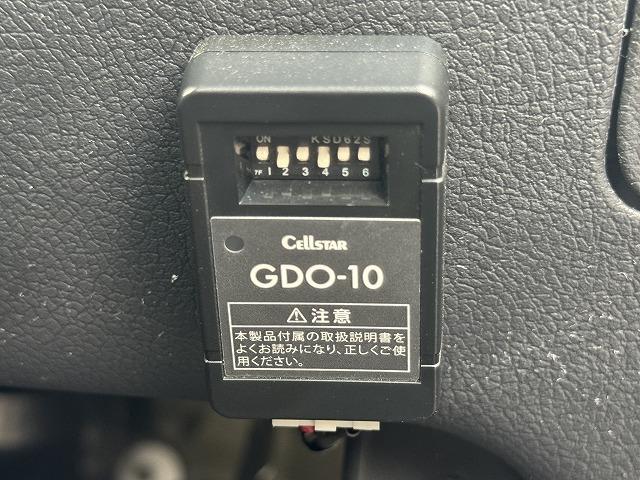 ON KSD62S
7F 1 2 3 4 5 6
CELLSTAR
GDO-10
⚠注意
本製品付属の取扱説明書を
よくお読みになり、正しくご使
用ください。